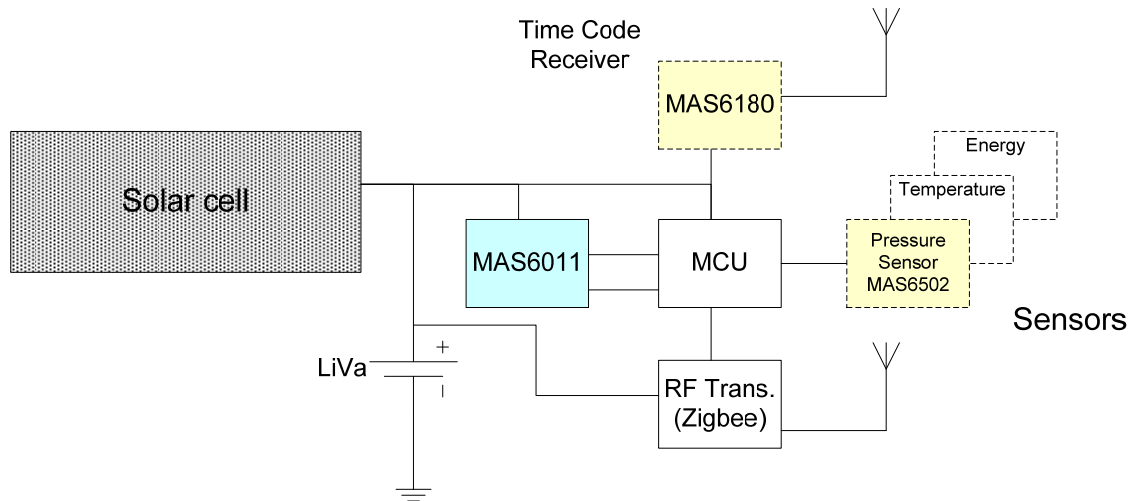 Time Code
Receiver
MAS6180
Solar cell
Energy
Temperature
MAS6011
MCU
Pressure
Sensor
MAS6502
Sensors
LiVa
+
-
RF Trans.
(Zigbee)